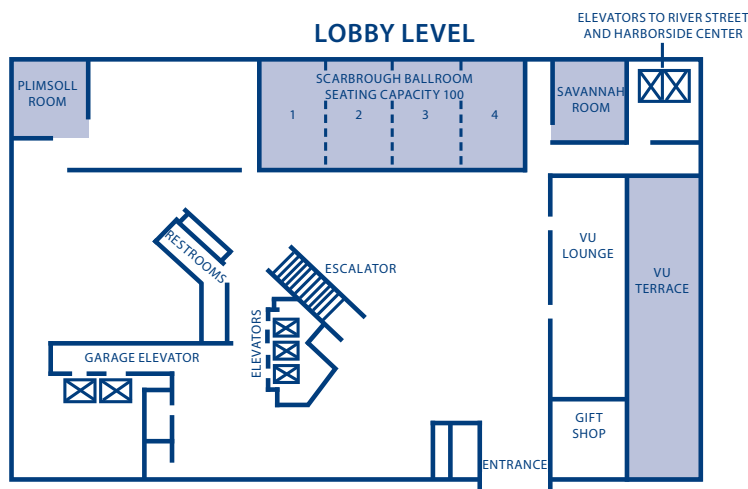 LOBBY LEVEL
ELEVATORS TO RIVER STREET
AND HARBORSIDE CENTER
PLIMSOLL
ROOM
SCARBROUGH BALLROOM
SEATING CAPACITY 100
1 2 3 4
SAVANNAH
ROOM
RESTROOMS
ESCALATOR
VU
LOUNGE
VU
TERRACE
ELEVATORS
GARAGE ELEVATOR
GIFT
SHOP
ENTRANCE